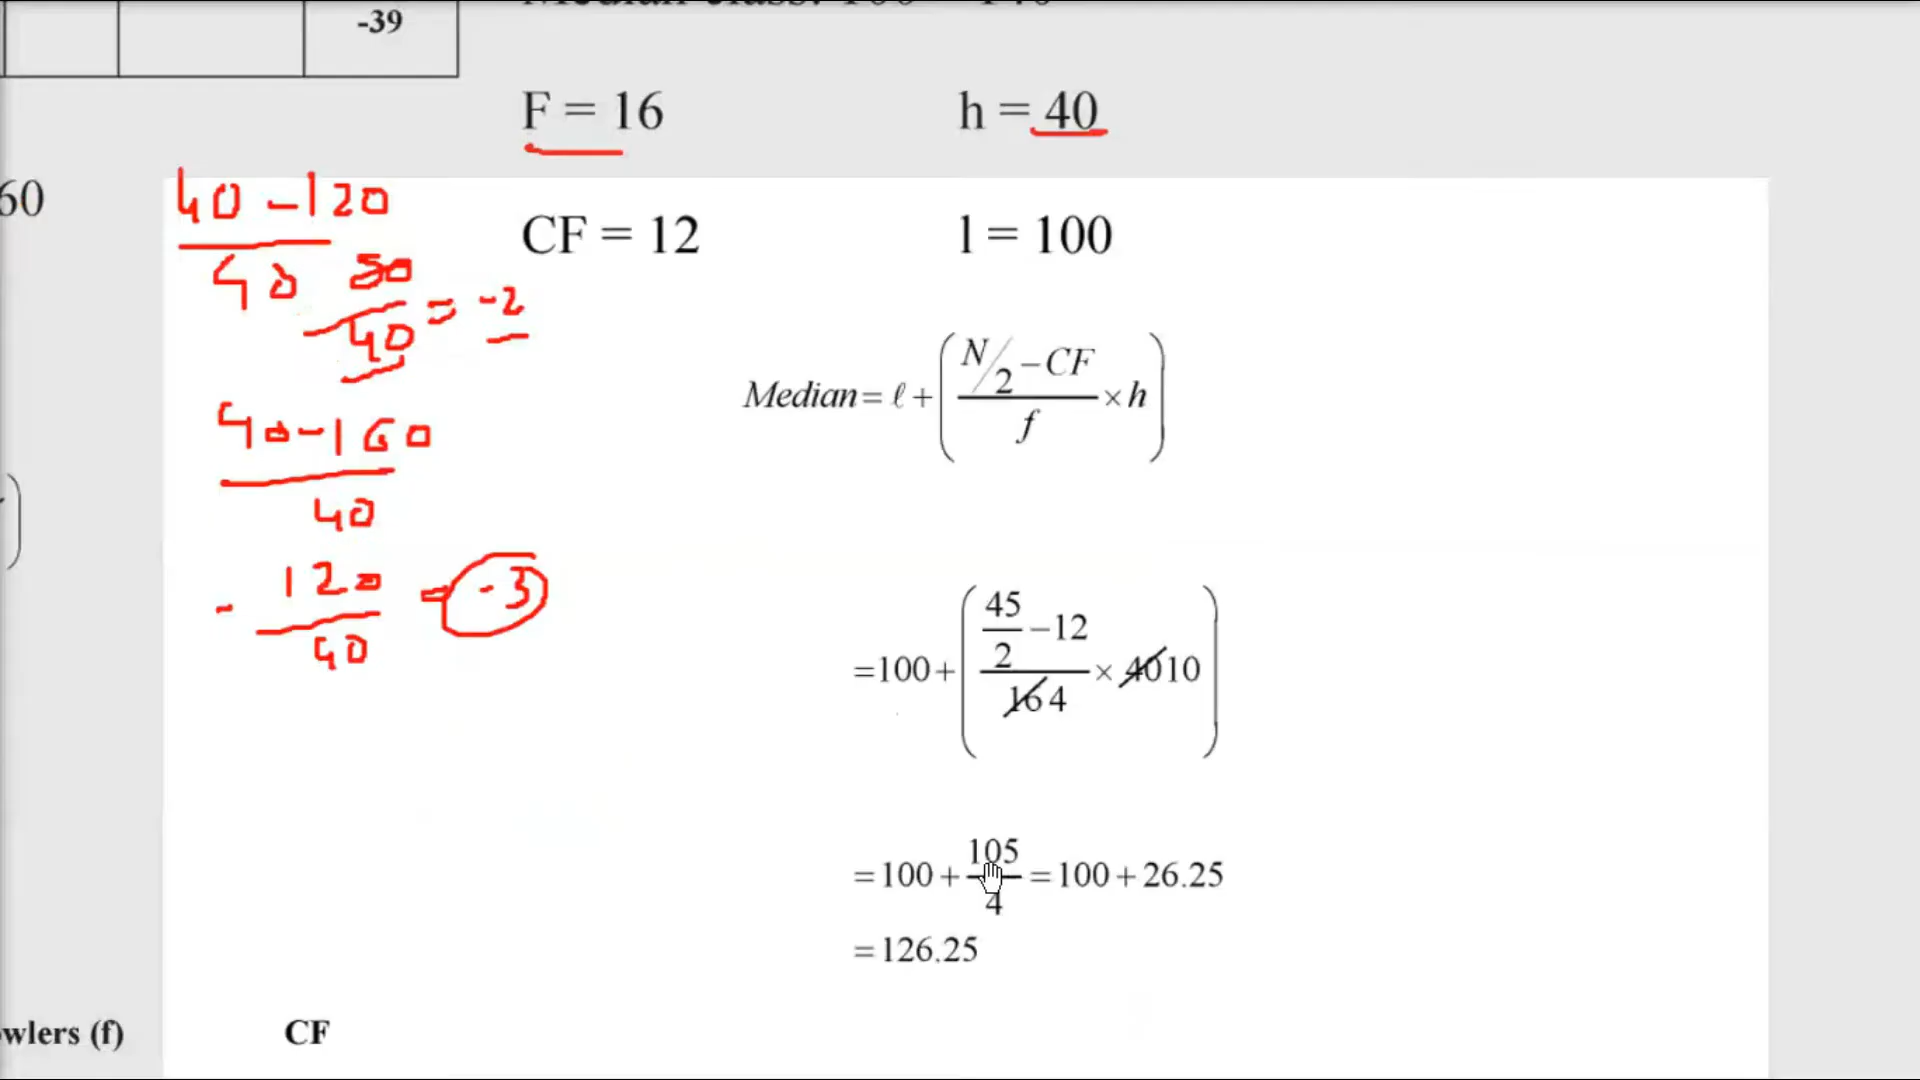 -39
F = 16
h = 40
60
40 - 120
40
80
40
= -2
CF = 12
l = 100
Median = ℓ + ( N/2 - CF / f × h )
40 - 160
40
- 120
40
= -3
= 100 + ( 45/2 - 12 / 16 4 × 40 10 )
= 100 + 105/4 = 100 + 26.25
= 126.25
wlers (f)
CF